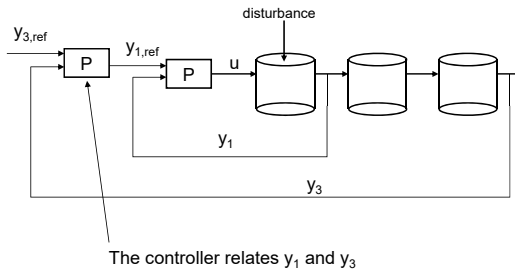 disturbance
y3,ref
y1,ref
P
P
u
y1
y3
The controller relates y1 and y3